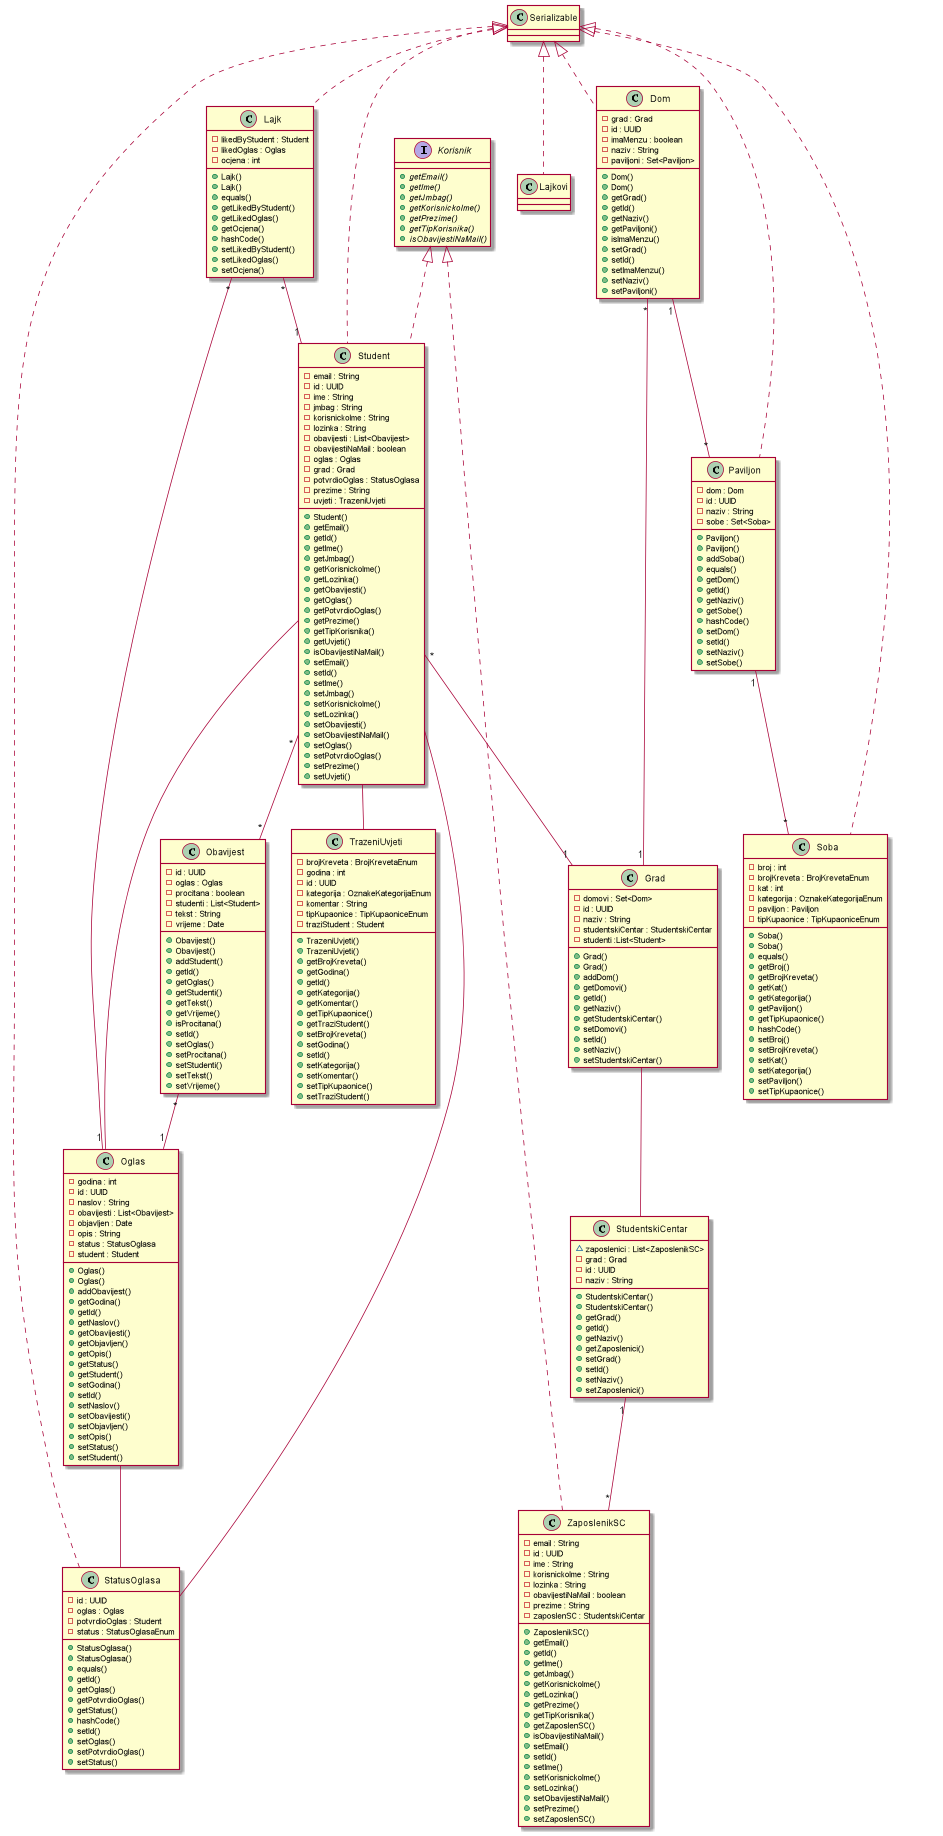 C Serializable
C Lajk
likedByStudent : Student
likedOglas : Oglas
ocjena : int
Lajk()
Lajk()
equals()
getLikedByStudent()
getLikedOglas()
getOcjena()
hashCode()
setLikedByStudent()
setLikedOglas()
setOcjena()
I Korisnik
getEmail()
getIme()
getJmbag()
getKorisnickoIme()
getPrezime()
getTipKorisnika()
isObavijestiNaMail()
C Lajkovi
C Dom
grad : Grad
id : UUID
imaMenzu : boolean
naziv : String
paviljoni : Set<Paviljon>
Dom()
Dom()
getGrad()
getId()
getNaziv()
getPaviljoni()
isImaMenzu()
setGrad()
setId()
setImaMenzu()
setNaziv()
setPaviljoni()
* * * 1
1
C Student
email : String
id : UUID
ime : String
jmbag : String
korisnickoIme : String
lozinka : String
obavijesti : List<Obavijest>
obavijestiNaMail : boolean
oglas : Oglas
grad : Grad
potvrdioOglas : StatusOglasa
prezime : String
uvjeti : TrazeniUvjeti
Student()
getEmail()
getId()
getIme()
getJmbag()
getKorisnickoIme()
getLozinka()
getObavijesti()
getOglas()
getPotvrdioOglas()
getPrezime()
getTipKorisnika()
getUvjeti()
isObavijestiNaMail()
setEmail()
setId()
setIme()
setJmbag()
setKorisnickoIme()
setLozinka()
setObavijesti()
setObavijestiNaMail()
setOglas()
setPotvrdioOglas()
setPrezime()
setUvjeti()
*
C Paviljon
dom : Dom
id : UUID
naziv : String
sobe : Set<Soba>
Paviljon()
Paviljon()
addSoba()
equals()
getDom()
getId()
getNaziv()
getSobe()
hashCode()
setDom()
setId()
setNaziv()
setSobe()
*
1
*
*
*
1 1
C Obavijest
id : UUID
oglas : Oglas
procitana : boolean
studenti : List<Student>
tekst : String
vrijeme : Date
Obavijest()
Obavijest()
addStudent()
getId()
getOglas()
getStudenti()
getTekst()
getVrijeme()
isProcitana()
setId()
setOglas()
setProcitana()
setStudenti()
setTekst()
setVrijeme()
C TrazeniUvjeti
brojKreveta : BrojKrevetaEnum
godina : int
id : UUID
kategorija : OznakeKategorijaEnum
komentar : String
tipKupaonice : TipKupaoniceEnum
traziStudent : Student
TrazeniUvjeti()
TrazeniUvjeti()
getBrojKreveta()
getGodina()
getId()
getKategorija()
getKomentar()
getTipKupaonice()
getTraziStudent()
setBrojKreveta()
setGodina()
setId()
setKategorija()
setKomentar()
setTipKupaonice()
setTraziStudent()
C Grad
domovi : Set<Dom>
id : UUID
naziv : String
studentskiCentar : StudentskiCentar
studenti :List<Student>
Grad()
Grad()
addDom()
getDomovi()
getId()
getNaziv()
getStudentskiCentar()
setDomovi()
setId()
setNaziv()
setStudentskiCentar()
C Soba
broj : int
brojKreveta : BrojKrevetaEnum
kat : int
kategorija : OznakeKategorijaEnum
paviljon : Paviljon
tipKupaonice : TipKupaoniceEnum
Soba()
Soba()
equals()
getBroj()
getBrojKreveta()
getKat()
getKategorija()
getPaviljon()
getTipKupaonice()
hashCode()
setBroj()
setBrojKreveta()
setKat()
setKategorija()
setPaviljon()
setTipKupaonice()
*
1 1
C Oglas
godina : int
id : UUID
naslov : String
obavijesti : List<Obavijest>
objavljen : Date
opis : String
status : StatusOglasa
student : Student
Oglas()
Oglas()
addObavijest()
getGodina()
getId()
getNaslov()
getObavijesti()
getObjavljen()
getOpis()
getStatus()
getStudent()
setGodina()
setId()
setNaslov()
setObavijesti()
setObjavljen()
setOpis()
setStatus()
setStudent()
C StudentskiCentar
zaposlenici : List<ZaposlenikSC>
grad : Grad
id : UUID
naziv : String
StudentskiCentar()
StudentskiCentar()
getGrad()
getId()
getNaziv()
getZaposlenici()
setGrad()
setId()
setNaziv()
setZaposlenici()
1
*
C StatusOglasa
id : UUID
oglas : Oglas
potvrdioOglas : Student
status : StatusOglasaEnum
StatusOglasa()
StatusOglasa()
equals()
getId()
getOglas()
getPotvrdioOglas()
getStatus()
hashCode()
setId()
setOglas()
setPotvrdioOglas()
setStatus()
C ZaposlenikSC
email : String
id : UUID
ime : String
korisnickoIme : String
lozinka : String
obavijestiNaMail : boolean
prezime : String
zaposlenSC : StudentskiCentar
ZaposlenikSC()
getEmail()
getId()
getIme()
getJmbag()
getKorisnickoIme()
getLozinka()
getPrezime()
getTipKorisnika()
getZaposlenSC()
isObavijestiNaMail()
setEmail()
setId()
setIme()
setKorisnickoIme()
setLozinka()
setObavijestiNaMail()
setPrezime()
setZaposlenSC()